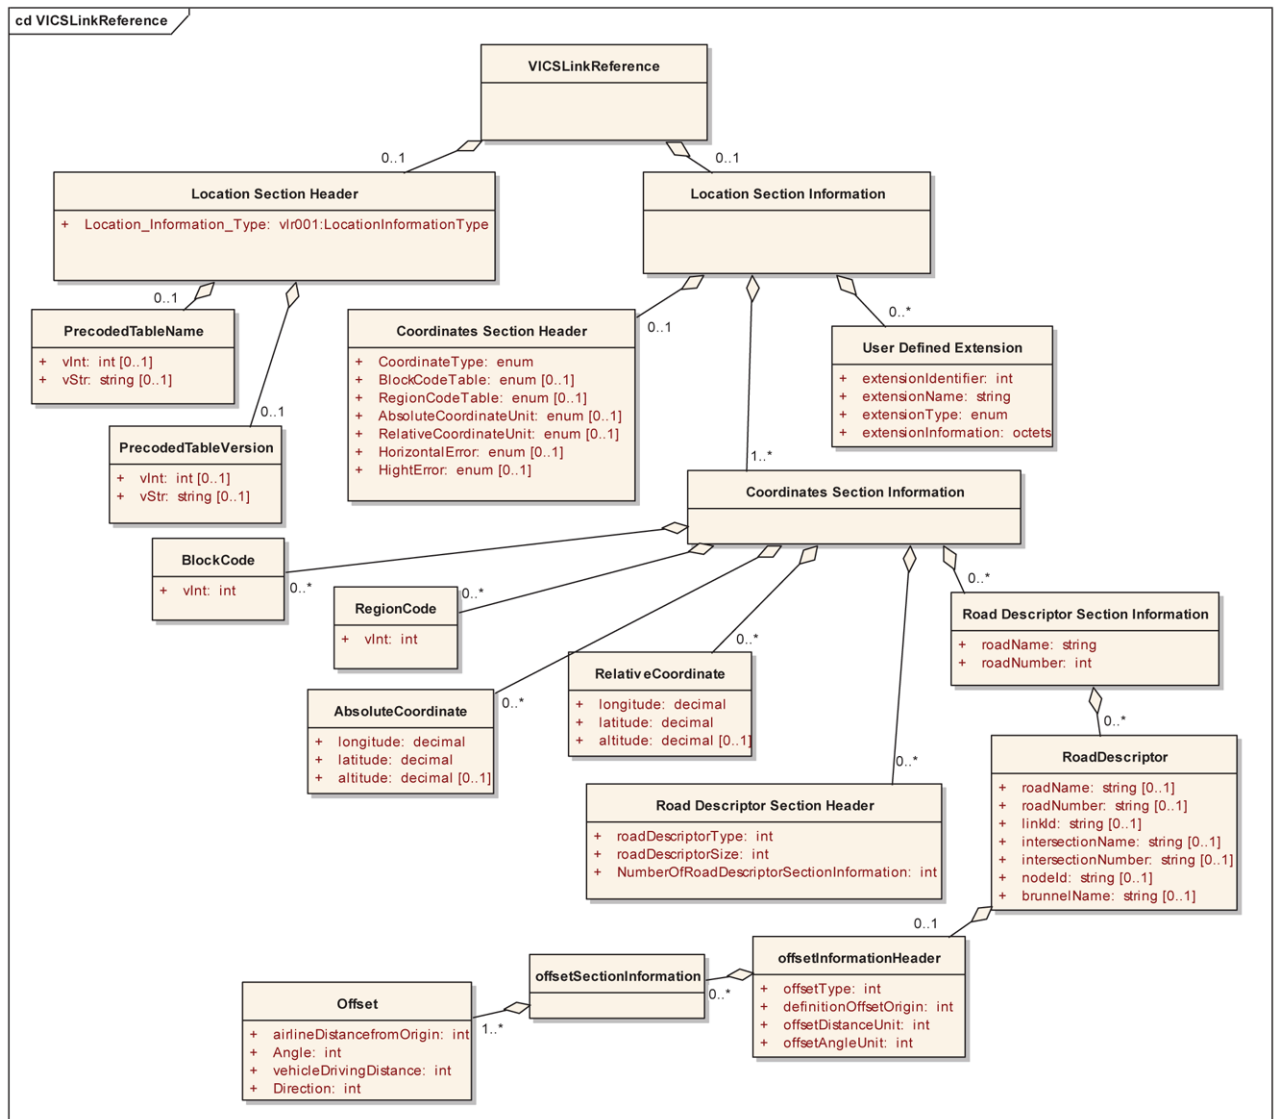 cd VICSLinkReference
VICSLinkReference
0..1
0..1
Location Section Header
+ Location_Information_Type: vlr001:LocationInformationType
Location Section Information
0..1
0..1
0..1
1..*
0..*
PrecodedTableName
+ vInt: int [0..1]
+ vStr: string [0..1]
PrecodedTableVersion
+ vInt: int [0..1]
+ vStr: string [0..1]
Coordinates Section Header
+ CoordinateType: enum
+ BlockCodeTable: enum [0..1]
+ RegionCodeTable: enum [0..1]
+ AbsoluteCoordinateUnit: enum [0..1]
+ RelativeCoordinateUnit: enum [0..1]
+ HorizontalError: enum [0..1]
+ HightError: enum [0..1]
User Defined Extension
+ extensionIdentifier: int
+ extensionName: string
+ extensionType: enum
+ extensionInformation: octets
Coordinates Section Information
BlockCode
+ vInt: int
0..*
RegionCode
+ vInt: int
0..*
AbsoluteCoordinate
+ longitude: decimal
+ latitude: decimal
+ altitude: decimal [0..1]
0..*
RelativeCoordinate
+ longitude: decimal
+ latitude: decimal
+ altitude: decimal [0..1]
0..*
Road Descriptor Section Header
+ roadDescriptorType: int
+ roadDescriptorSize: int
+ NumberOfRoadDescriptorSectionInformation: int
0..*
Road Descriptor Section Information
+ roadName: string
+ roadNumber: int
0..*
0..*
RoadDescriptor
+ roadName: string [0..1]
+ roadNumber: string [0..1]
+ linkId: string [0..1]
+ intersectionName: string [0..1]
+ intersectionNumber: string [0..1]
+ nodeId: string [0..1]
+ brunnelName: string [0..1]
0..1
offsetInformationHeader
+ offsetType: int
+ definitionOffsetOrigin: int
+ offsetDistanceUnit: int
+ offsetAngleUnit: int
0..*
offsetSectionInformation
1..*
Offset
+ airlineDistancefromOrigin: int
+ Angle: int
+ vehicleDrivingDistance: int
+ Direction: int